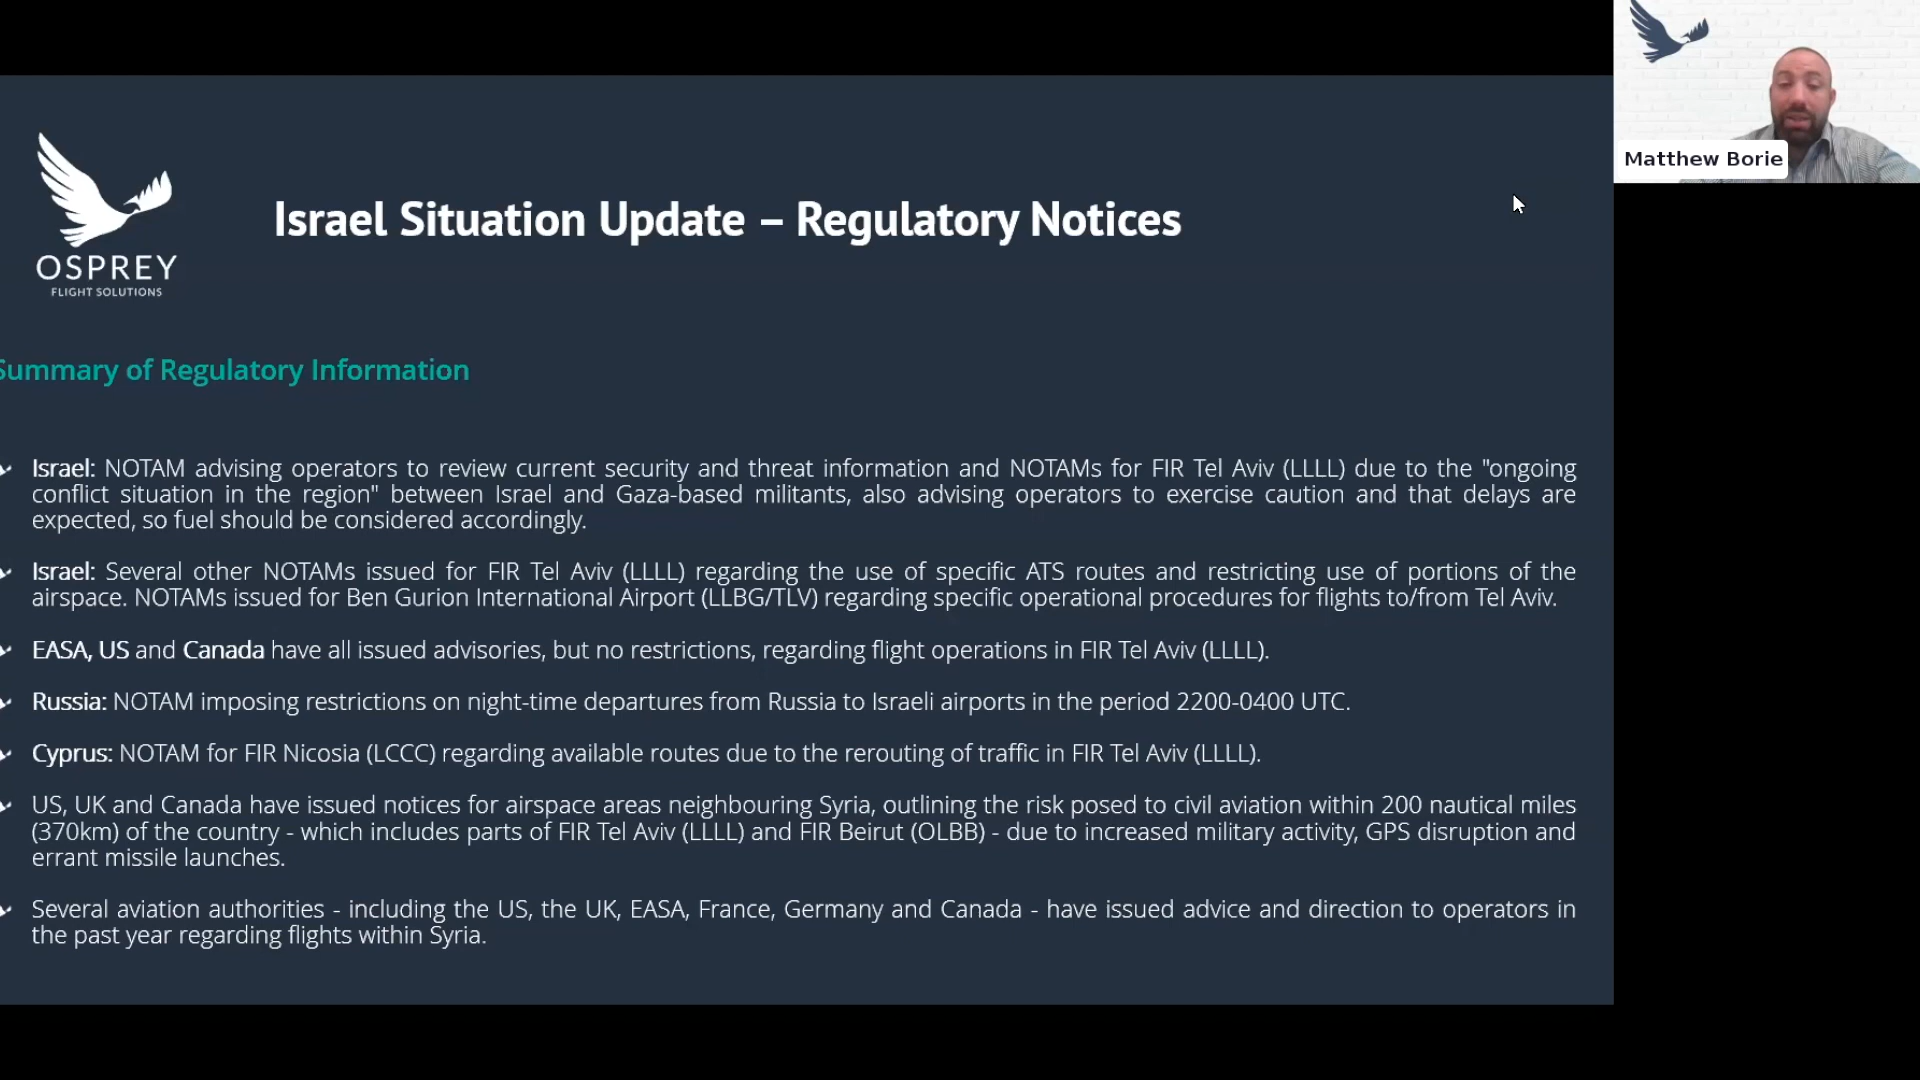 Matthew Borie
Israel Situation Update – Regulatory Notices
OSPREY
FLIGHT SOLUTIONS
Summary of Regulatory Information
Israel: NOTAM advising operators to review current security and threat information and NOTAMs for FIR Tel Aviv (LLLL) due to the "ongoing
conflict situation in the region" between Israel and Gaza-based militants, also advising operators to exercise caution and that delays are
expected, so fuel should be considered accordingly.
Israel: Several other NOTAMs issued for FIR Tel Aviv (LLLL) regarding the use of specific ATS routes and restricting use of portions of the
airspace. NOTAMs issued for Ben Gurion International Airport (LLBG/TLV) regarding specific operational procedures for flights to/from Tel Aviv.
EASA, US and Canada have all issued advisories, but no restrictions, regarding flight operations in FIR Tel Aviv (LLLL).
Russia: NOTAM imposing restrictions on night-time departures from Russia to Israeli airports in the period 2200-0400 UTC.
Cyprus: NOTAM for FIR Nicosia (LCCC) regarding available routes due to the rerouting of traffic in FIR Tel Aviv (LLLL).
US, UK and Canada have issued notices for airspace areas neighbouring Syria, outlining the risk posed to civil aviation within 200 nautical miles
(370km) of the country - which includes parts of FIR Tel Aviv (LLLL) and FIR Beirut (OLBB) - due to increased military activity, GPS disruption and
errant missile launches.
Several aviation authorities - including the US, the UK, EASA, France, Germany and Canada - have issued advice and direction to operators in
the past year regarding flights within Syria.